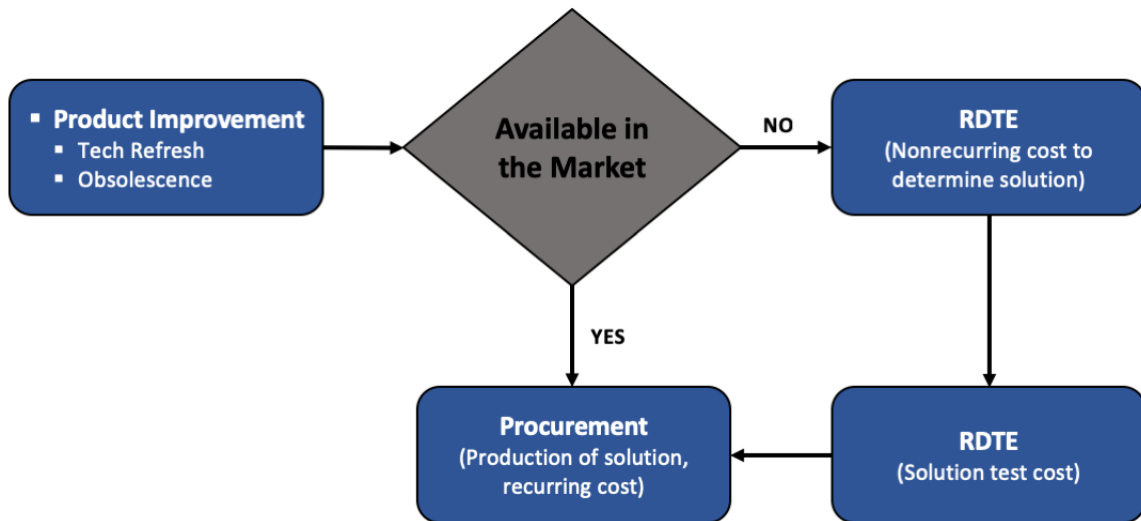 ▪ Product Improvement
▪ Tech Refresh
▪ Obsolescence
Available in
the Market
NO
RDTE
(Nonrecurring cost to
determine solution)
YES
Procurement
(Production of solution,
recurring cost)
RDTE
(Solution test cost)